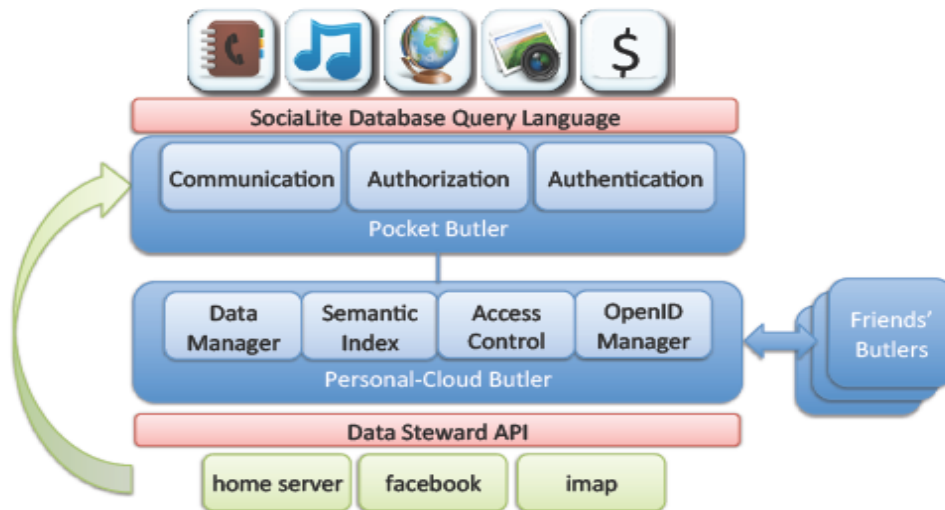 $
SociaLite Database Query Language
Communication
Authorization
Authentication
Pocket Butler
Data
Manager
Semantic
Index
Access
Control
OpenID
Manager
Personal-Cloud Butler
Friends’
Butlers
Data Steward API
home server
facebook
imap